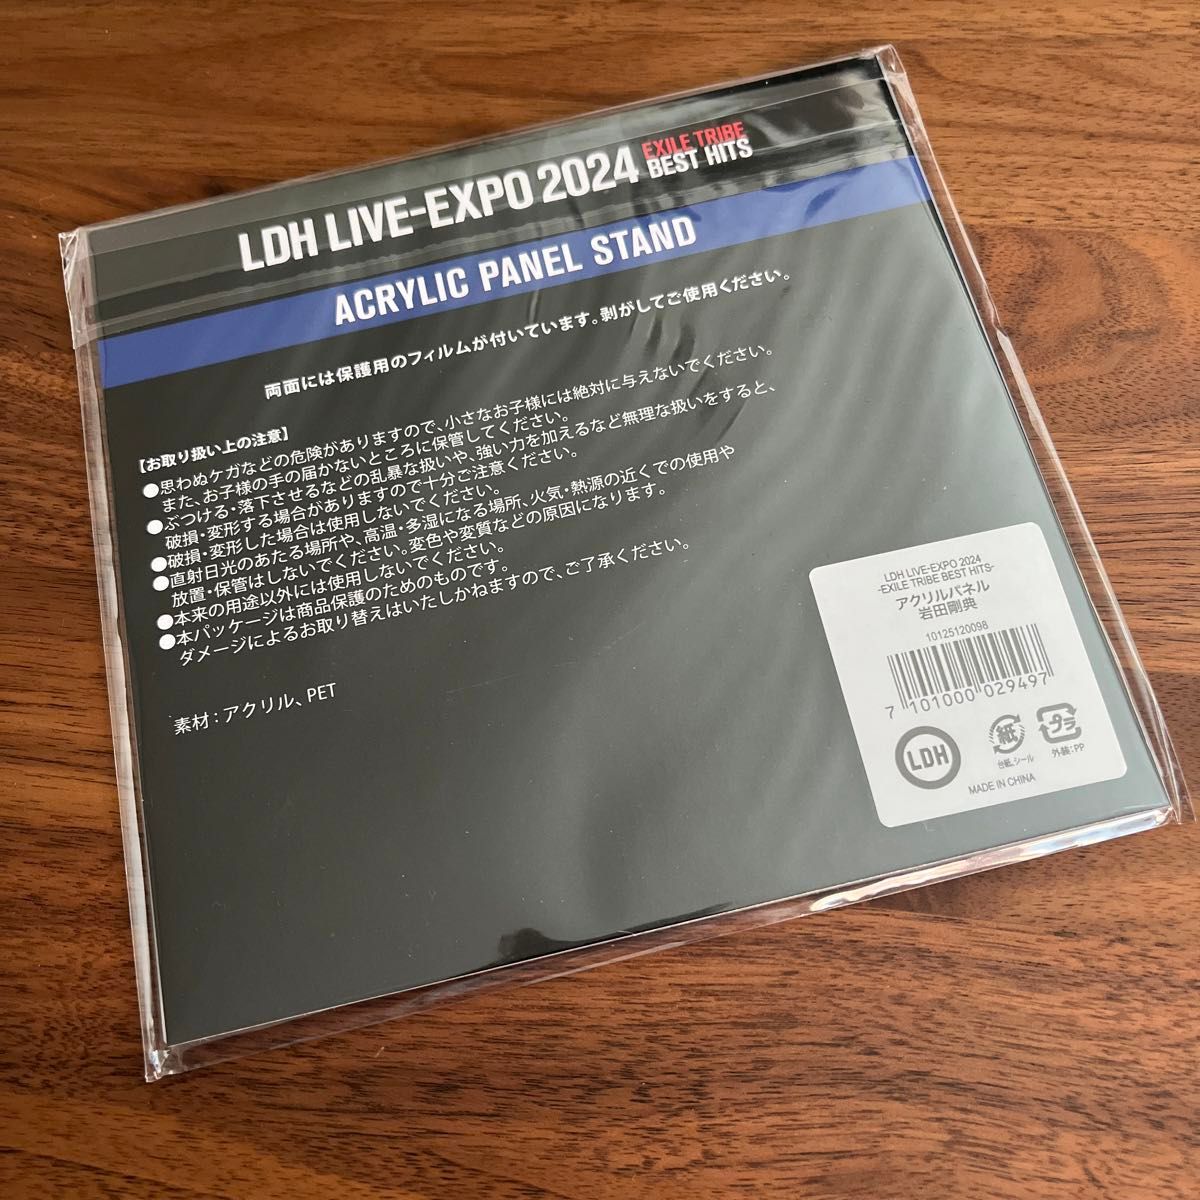 LDH LIVE-EXPO 2024 EXILE TRIBE BEST HITS
ACRYLIC PANEL STAND
両面には保護用のフィルムが付いています。剥がしてご使用ください。
【お取り扱い上の注意】
●思わぬケガなどの危険がありますので、小さなお子様には絶対に与えないでください。
また、お子様の手の届かないところに保管してください。
●ぶつける・落下させるなどの乱暴な扱いや、強い力を加えるなど無理な扱いをすると、
破損・変形する場合がありますので十分ご注意ください。
●破損・変形した場合は使用しないでください。
●直射日光のあたる場所や、高温・多湿になる場所、火気・熱源の近くでの使用や
放置・保管はしないでください。変色や変質などの原因になります。
●本来の用途以外には使用しないでください。
●本パッケージは商品保護のためのものです。
ダメージによるお取り替えはいたしかねますので、ご了承ください。
素材：アクリル、PET
LDH LIVE-EXPO 2024
-EXILE TRIBE BEST HITS-
アクリルパネル
岩田剛典
10125120098
7 101000 029497
LDH
紙
台紙、シール
プラ
外装：PP
MADE IN CHINA